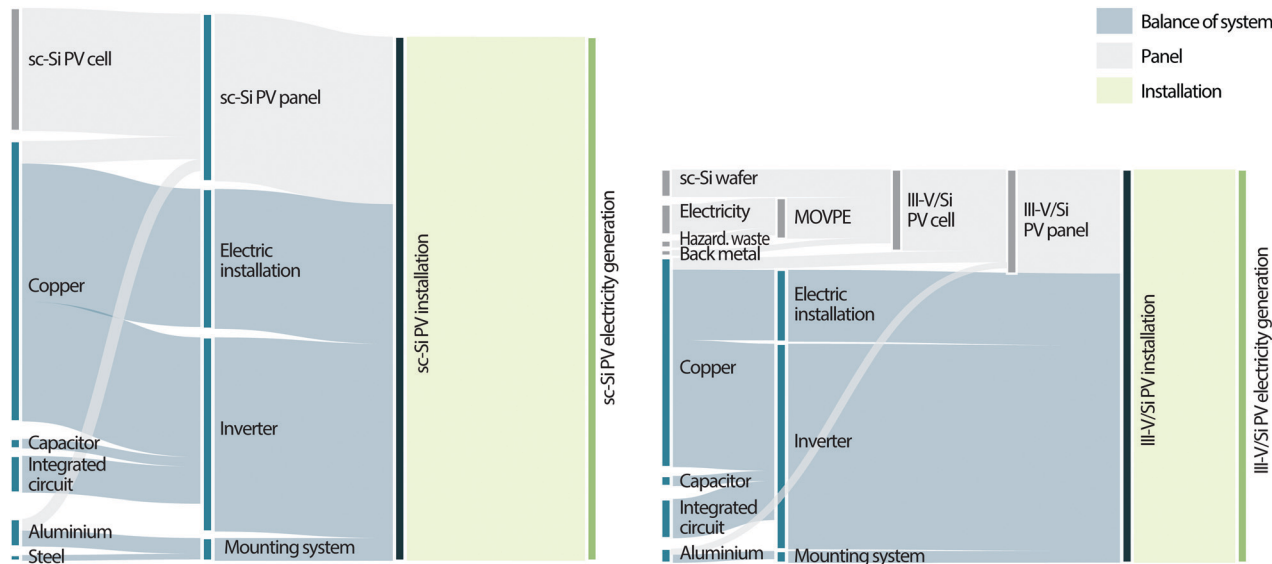 sc-Si PV cell
Copper
Capacitor
Integrated
circuit
Aluminium
Steel
sc-Si PV panel
Electric
installation
Inverter
Mounting system
sc-Si PV installation
sc-Si PV electricity generation
Balance of system
Panel
Installation
sc-Si wafer
Electricity
Hazard. waste
Back metal
Copper
Capacitor
Integrated
circuit
Aluminium
MOVPE
Electric
installation
Inverter
Mounting system
III-V/Si
PV cell
III-V/Si
PV panel
III-V/Si PV installation
III-V/Si PV electricity generation